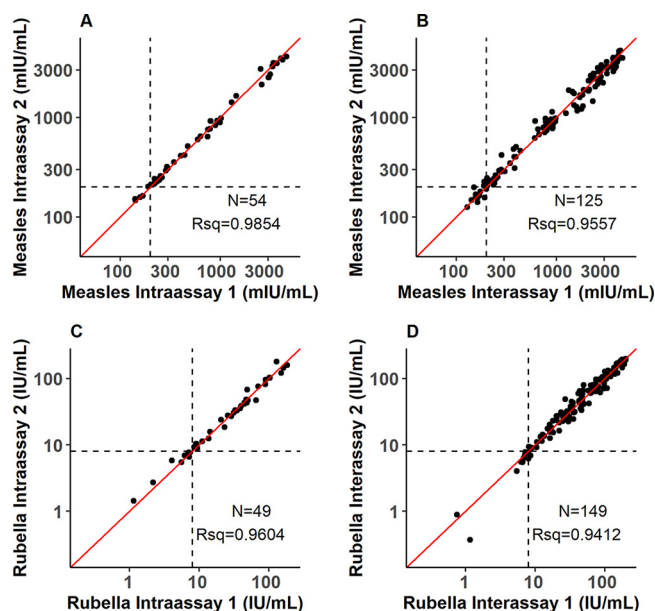 A
Measles Intraassay 2 (mIU/mL)
3000
1000
300
100
N=54
Rsq=0.9854
100 300 1000 3000
Measles Intraassay 1 (mIU/mL)
B
Measles Interassay 2 (mIU/mL)
3000
1000
300
100
N=125
Rsq=0.9557
100 300 1000 3000
Measles Interassay 1 (mIU/mL)
C
Rubella Intraassay 2 (IU/mL)
100
10
1
N=49
Rsq=0.9604
1 10 100
Rubella Intraassay 1 (IU/mL)
D
Rubella Interassay 2 (IU/mL)
100
10
1
N=149
Rsq=0.9412
1 10 100
Rubella Interassay 1 (IU/mL)